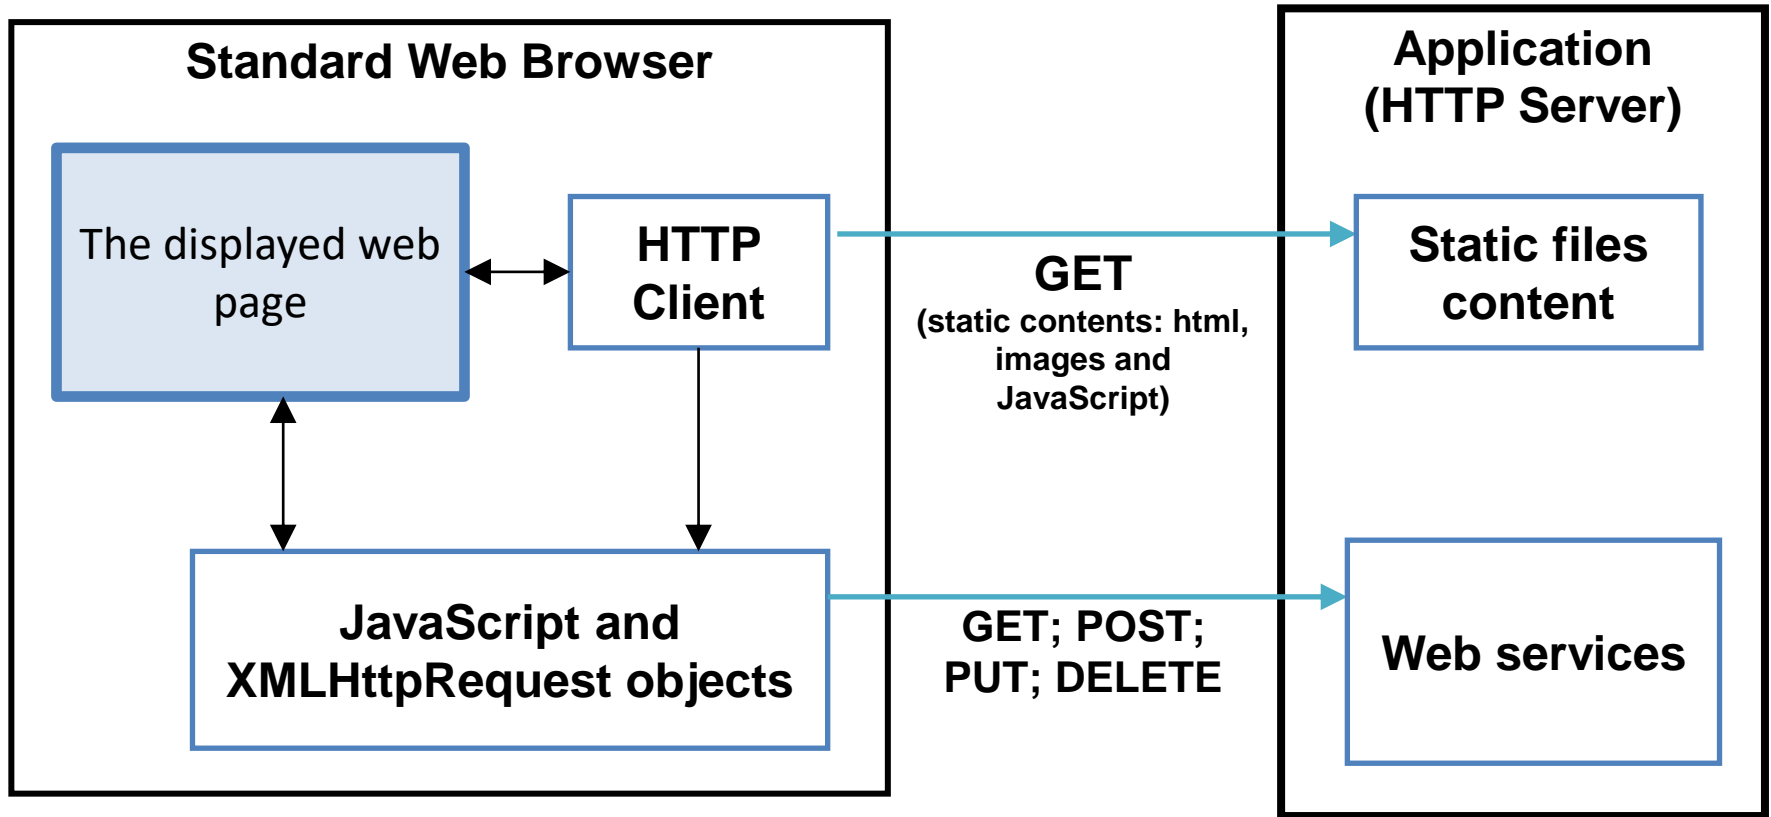 Standard Web Browser
Application
(HTTP Server)
The displayed web
page
HTTP
Client
GET
(static contents: html,
images and
JavaScript)
Static files
content
JavaScript and
XMLHttpRequest objects
GET; POST;
PUT; DELETE
Web services